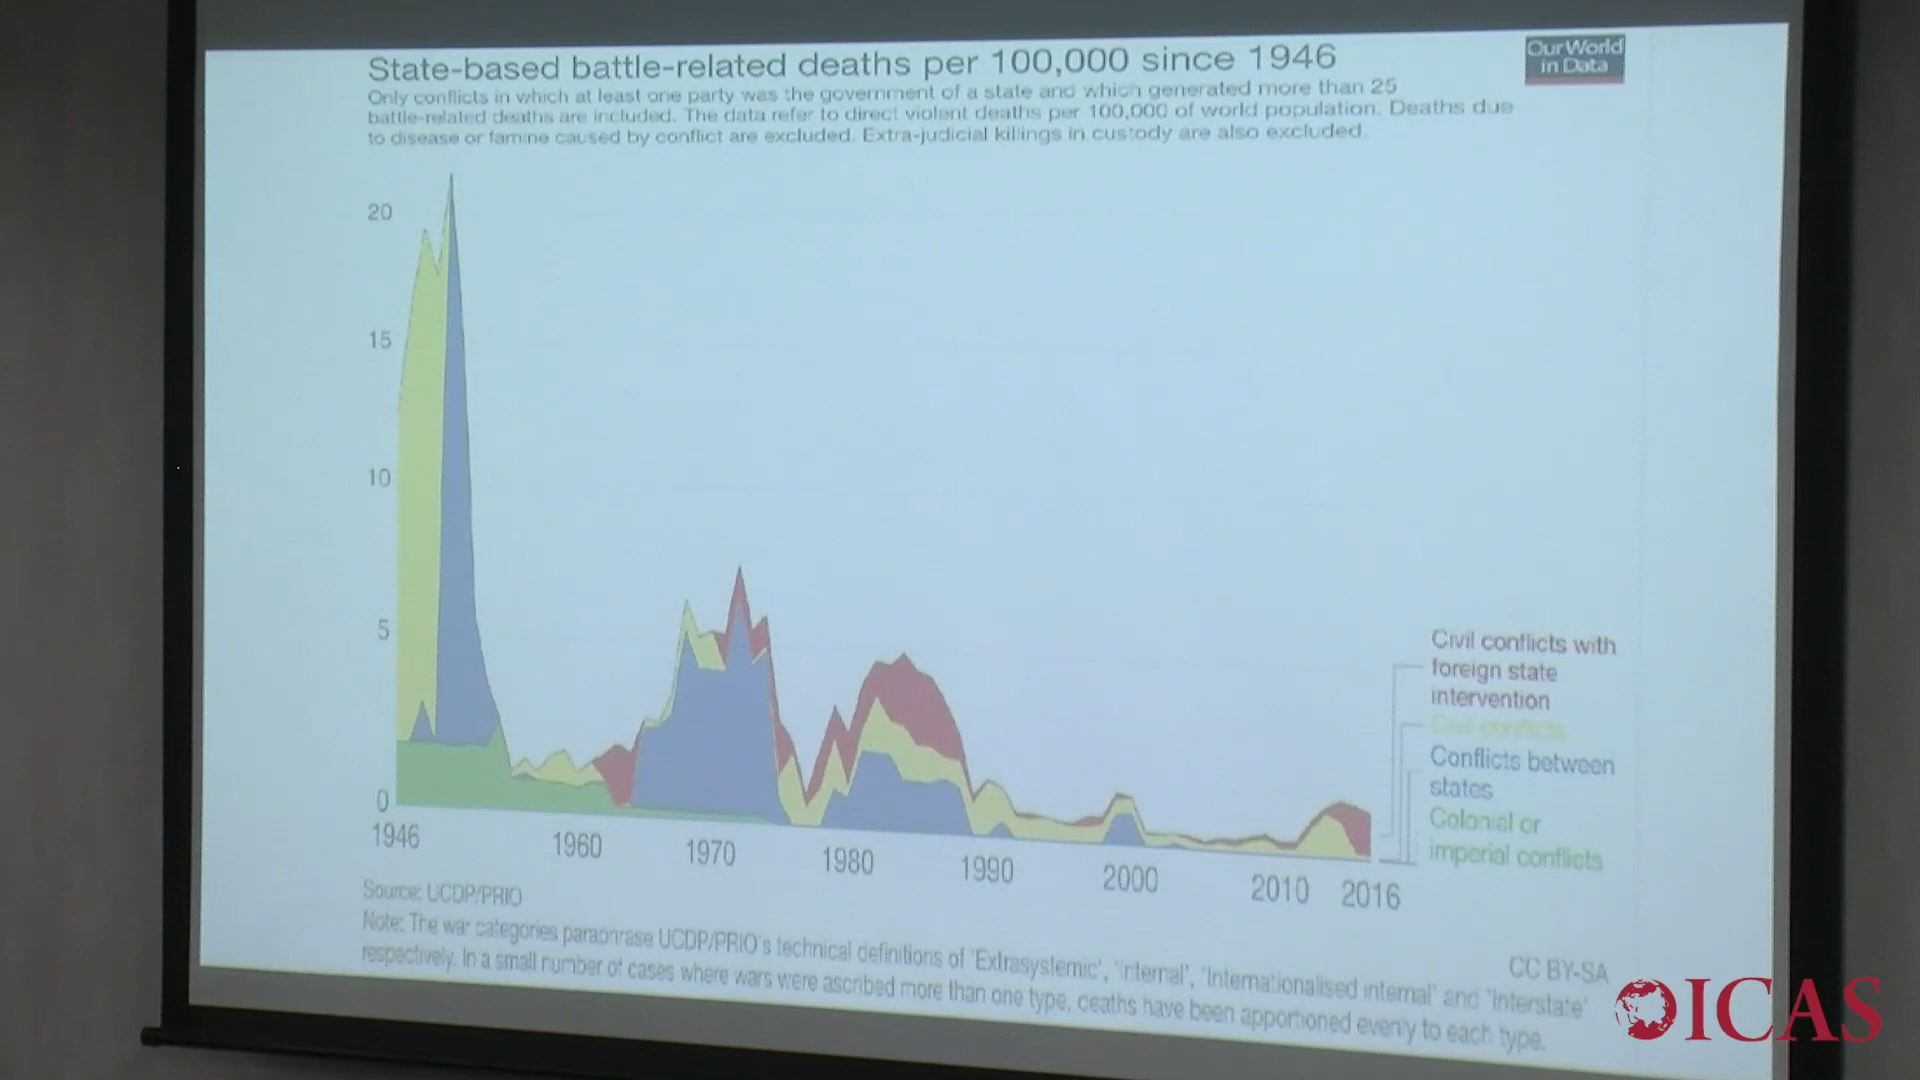 State-based battle-related deaths per 100,000 since 1946
Our World
in Data
Only conflicts in which at least one party was the government of a state and which generated more than 25
battle-related deaths are included. The data refer to direct violent deaths per 100,000 of world population. Deaths due
to disease or famine caused by conflict are excluded. Extra-judicial killings in custody are also excluded.
20
15
10
5
0
1946
1960
1970
1980
1990
2000
2010
2016
Civil conflicts with
foreign state
intervention
Civil conflicts
Conflicts between
states
Colonial or
imperial conflicts
Source: UCDP/PRIO
Note: The war categories paraphrase UCDP/PRIO's technical definitions of 'Extrasystemic', 'Internal', 'Internationalised internal' and 'Interstate'
respectively. In a small number of cases where wars were ascribed more than one type, deaths have been apportioned evenly to each type.
CC BY-SA
ICAS